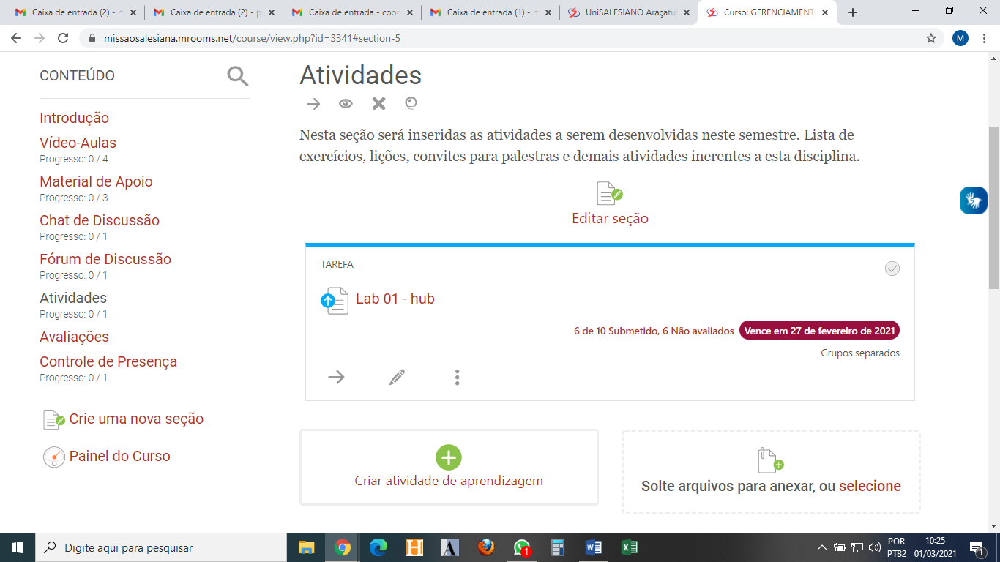 Caixa de entrada (2) - m
Caixa de entrada (2) - p
Caixa de entrada - coor
Caixa de entrada (1) - m
UniSALESIANO Araçatu
Curso: GERENCIAMENT
missaosalesiana.mrooms.net/course/view.php?id=3341#section-5
M
CONTEÚDO
Introdução
Vídeo-Aulas
Progresso: 0 / 4
Material de Apoio
Progresso: 0 / 3
Chat de Discussão
Progresso: 0 / 1
Fórum de Discussão
Progresso: 0 / 1
Atividades
Progresso: 0 / 1
Avaliações
Controle de Presença
Progresso: 0 / 1
Crie uma nova seção
Painel do Curso
Atividades
Nesta seção será inseridas as atividades a serem desenvolvidas neste semestre. Lista de
exercícios, lições, convites para palestras e demais atividades inerentes a esta disciplina.
Editar seção
TAREFA
Lab 01 - hub
6 de 10 Submetido, 6 Não avaliados
Vence em 27 de fevereiro de 2021
Grupos separados
Criar atividade de aprendizagem
Solte arquivos para anexar, ou selecione
Digite aqui para pesquisar
H
A
1
W
X
POR
PTB2
10:25
01/03/2021
1